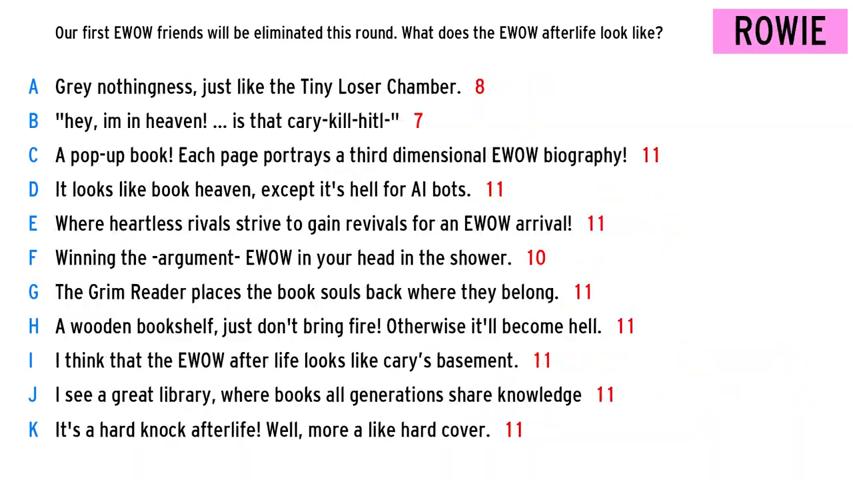 Our first EWOW friends will be eliminated this round. What does the EWOW afterlife look like?
ROWIE
A Grey nothingness, just like the Tiny Loser Chamber. 8
B "hey, im in heaven! ... is that cary-kill-hitl-" 7
C A pop-up book! Each page portrays a third dimensional EWOW biography! 11
D It looks like book heaven, except it's hell for AI bots. 11
E Where heartless rivals strive to gain revivals for an EWOW arrival! 11
F Winning the -argument- EWOW in your head in the shower. 10
G The Grim Reader places the book souls back where they belong. 11
H A wooden bookshelf, just don't bring fire! Otherwise it'll become hell. 11
I I think that the EWOW after life looks like cary's basement. 11
J I see a great library, where books all generations share knowledge 11
K It's a hard knock afterlife! Well, more a like hard cover. 11